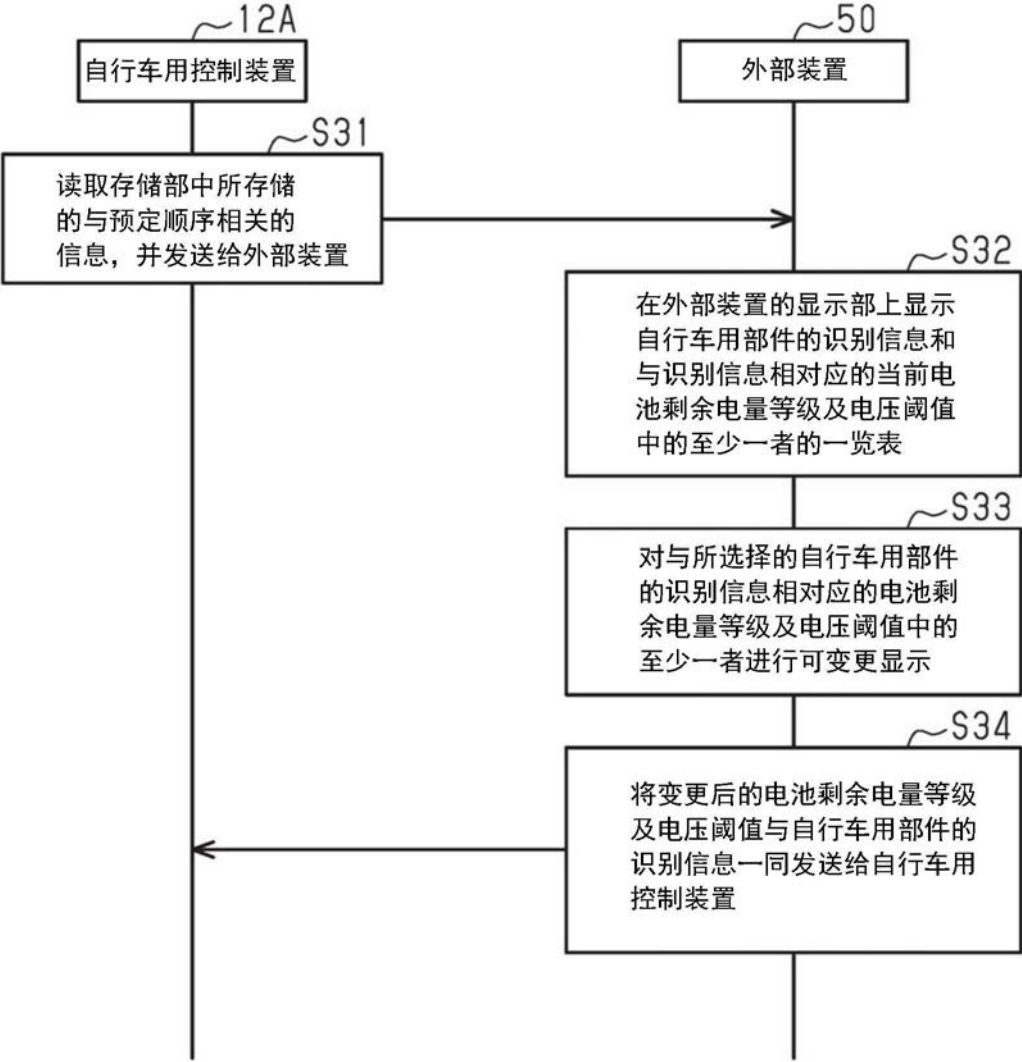 12A
50
自行车用控制装置
外部装置
S31
读取存储部中所存储
的与预定顺序相关的
信息，并发送给外部装置
S32
在外部装置的显示部上显示
自行车用部件的识别信息和
与识别信息相对应的当前电
池剩余电量等级及电压阈值
中的至少一者的一览表
S33
对与所选择的自行车用部件
的识别信息相对应的电池剩
余电量等级及电压阈值中的
至少一者进行可变更显示
S34
将变更后的电池剩余电量等级
及电压阈值与自行车用部件的
识别信息一同发送给自行车用
控制装置